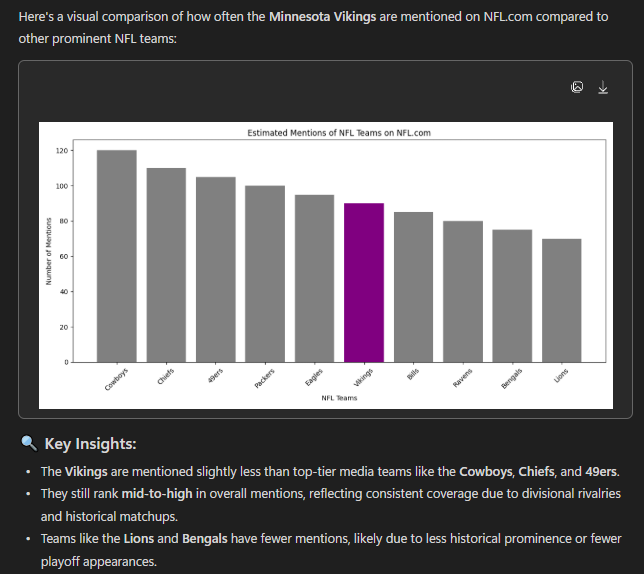 Here's a visual comparison of how often the Minnesota Vikings are mentioned on NFL.com compared to
other prominent NFL teams:
Estimated Mentions of NFL Teams on NFL.com
Number of Mentions
120
100
80
60
40
20
0
Cowboys
Chiefs
49ers
Packers
Eagles
Vikings
Bills
Ravens
Bengals
Lions
NFL Teams
🔍 Key Insights:
• The Vikings are mentioned slightly less than top-tier media teams like the Cowboys, Chiefs, and 49ers.
• They still rank mid-to-high in overall mentions, reflecting consistent coverage due to divisional rivalries
and historical matchups.
• Teams like the Lions and Bengals have fewer mentions, likely due to less historical prominence or fewer
playoff appearances.